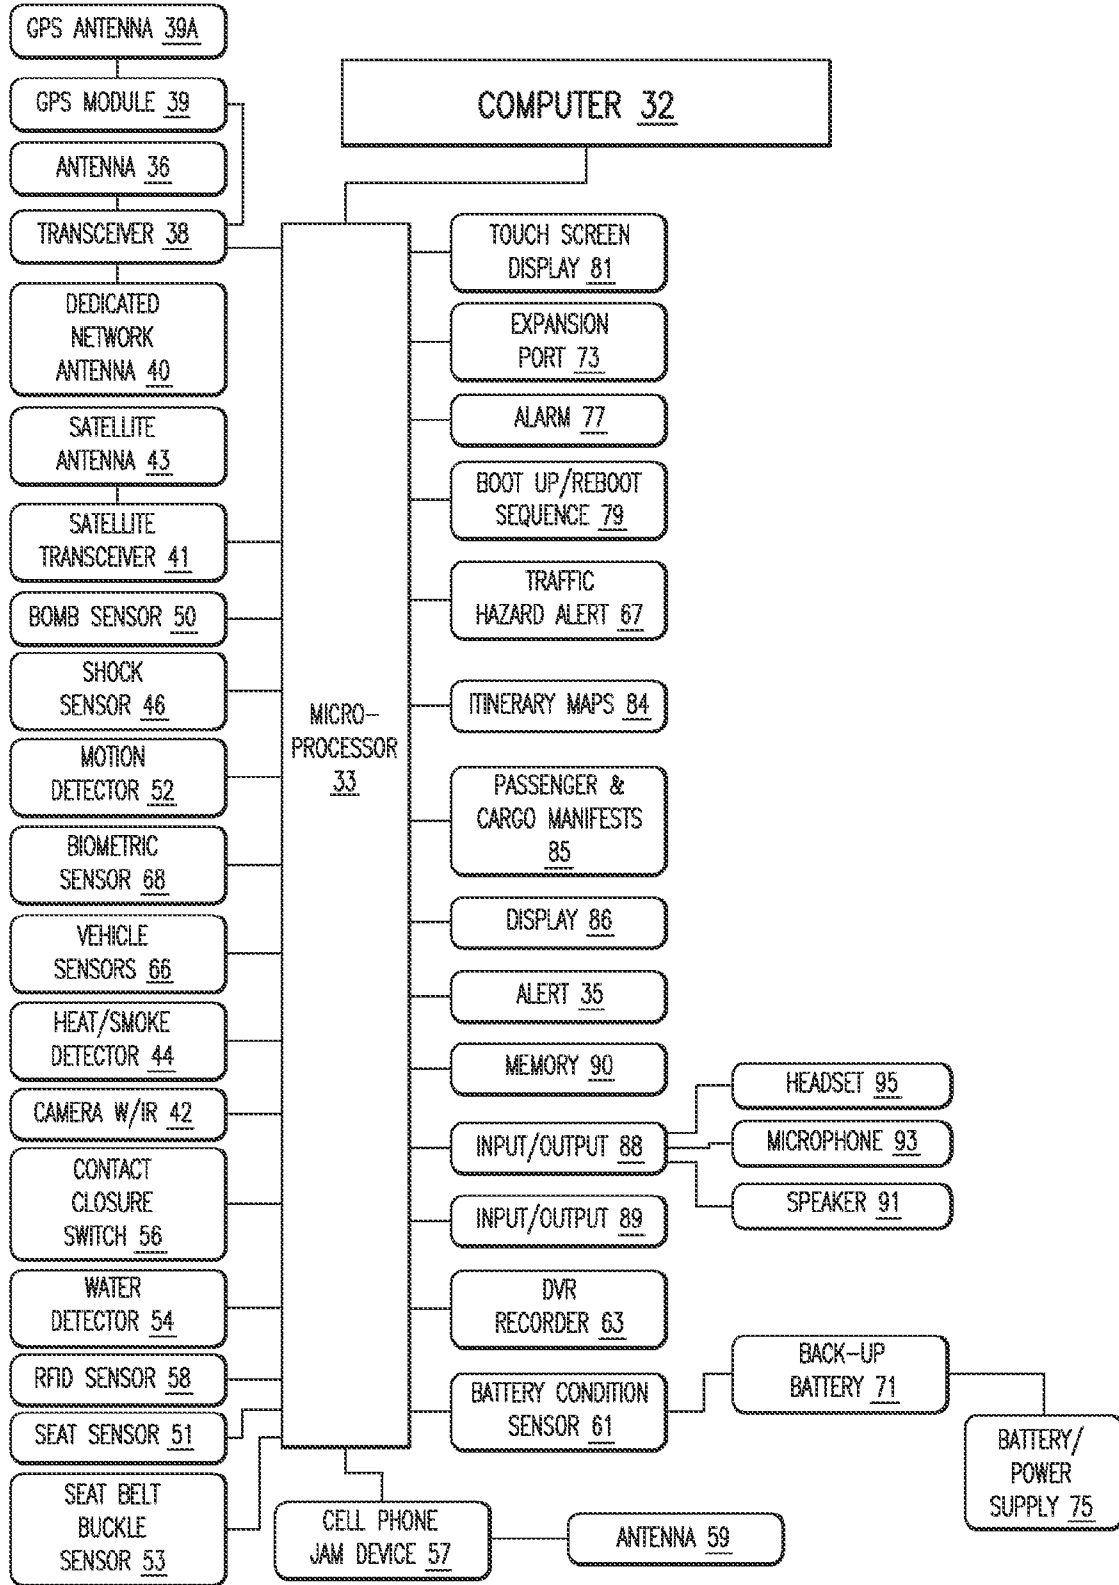 GPS ANTENNA 39A
GPS MODULE 39
ANTENNA 36
TRANSCEIVER 38
DEDICATED
NETWORK
ANTENNA 40
SATELLITE
ANTENNA 43
SATELLITE
TRANSCEIVER 41
BOMB SENSOR 50
SHOCK
SENSOR 46
MOTION
DETECTOR 52
BIOMETRIC
SENSOR 68
VEHICLE
SENSORS 66
HEAT/SMOKE
DETECTOR 44
CAMERA W/IR 42
CONTACT
CLOSURE
SWITCH 56
WATER
DETECTOR 54
RFID SENSOR 58
SEAT SENSOR 51
SEAT BELT
BUCKLE
SENSOR 53
COMPUTER 32
MICRO-
PROCESSOR
33
TOUCH SCREEN
DISPLAY 81
EXPANSION
PORT 73
ALARM 77
BOOT UP/REBOOT
SEQUENCE 79
TRAFFIC
HAZARD ALERT 67
ITINERARY MAPS 84
PASSENGER &
CARGO MANIFESTS
85
DISPLAY 86
ALERT 35
MEMORY 90
INPUT/OUTPUT 88
INPUT/OUTPUT 89
DVR
RECORDER 63
BATTERY CONDITION
SENSOR 61
HEADSET 95
MICROPHONE 93
SPEAKER 91
BACK-UP
BATTERY 71
BATTERY/
POWER
SUPPLY 75
CELL PHONE
JAM DEVICE 57
ANTENNA 59